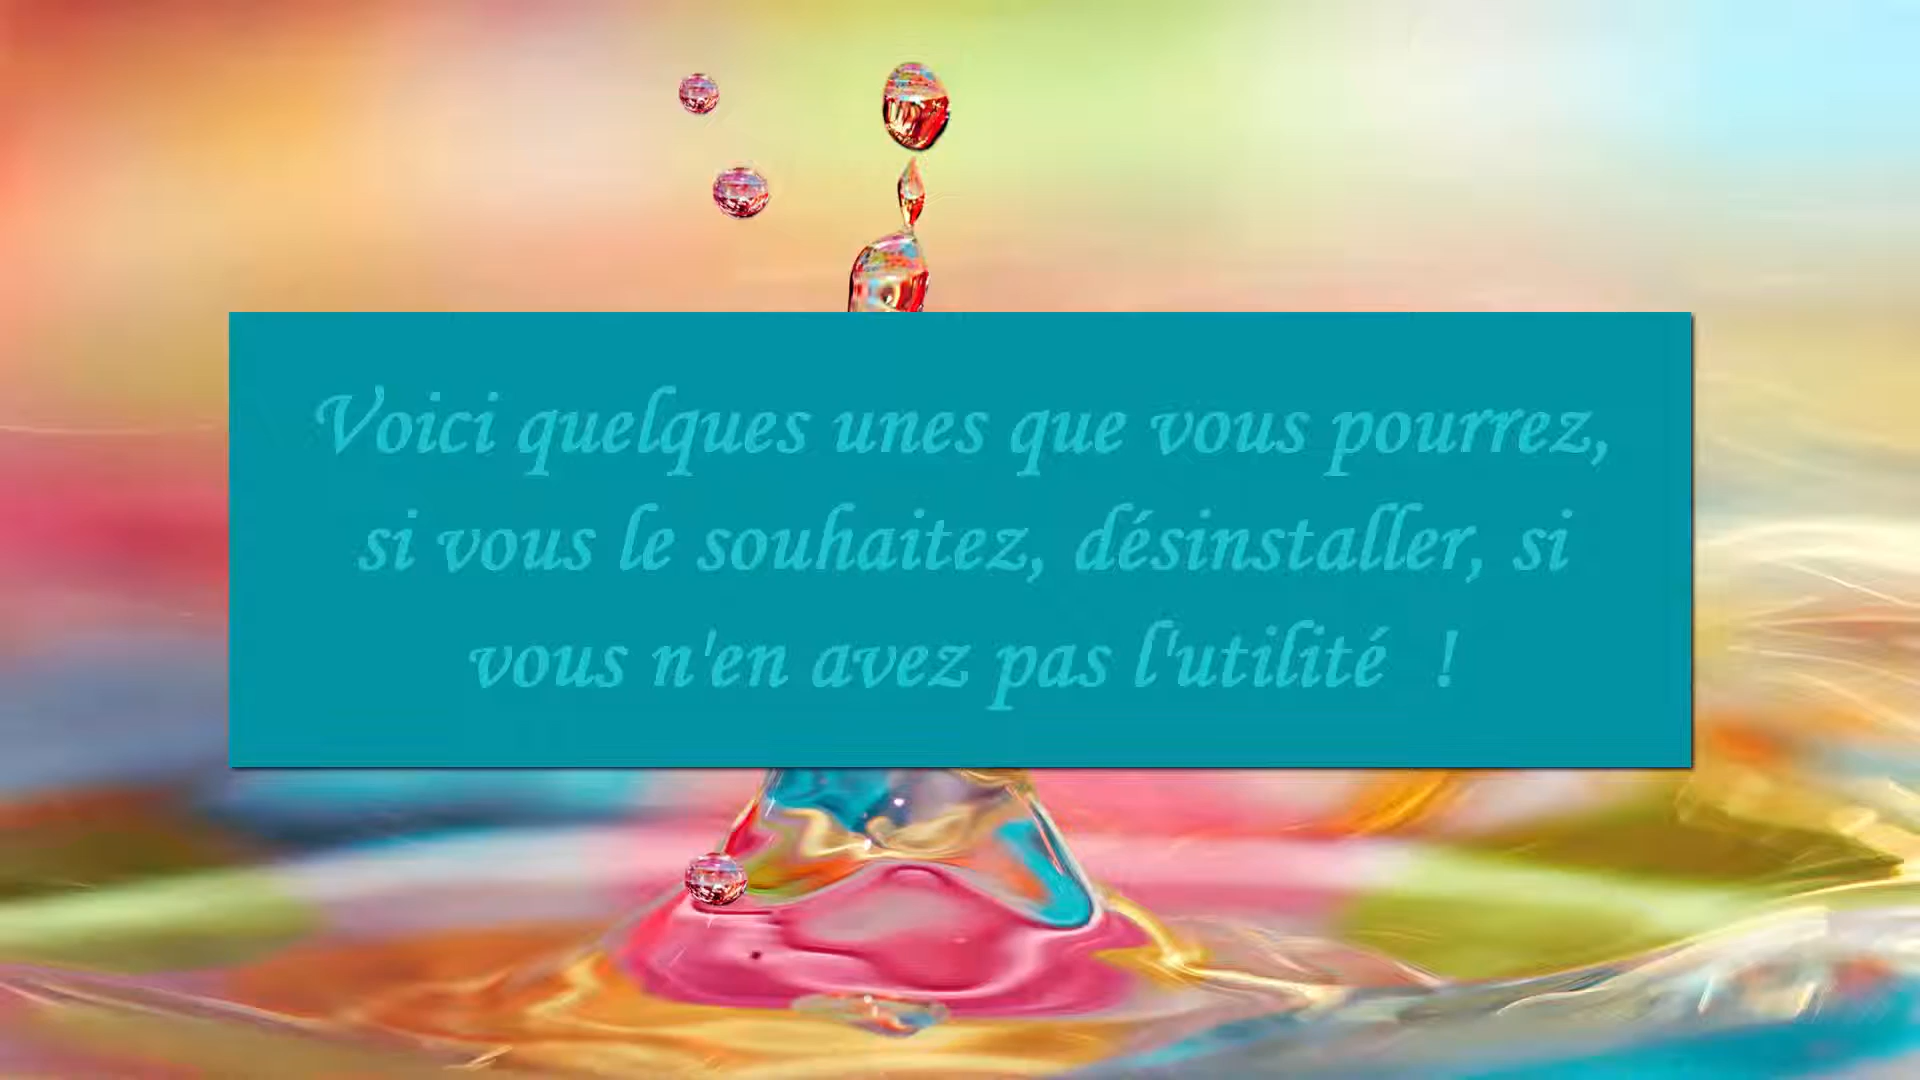 Voici quelques unes que vous pourrez,
si vous le souhaitez, désinstaller, si
vous n'en avez pas l'utilité  !